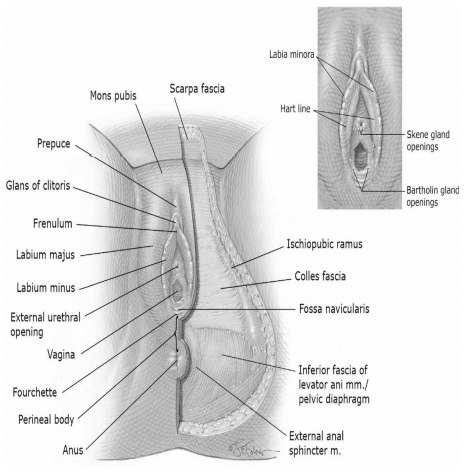 Scarpa fascia
Mons pubis
Prepuce
Glans of clitoris
Frenulum
Labium majus
Labium minus
External urethral
opening
Vagina
Fourchette
Perineal body
Anus
Labia minora
Hart line
Skene gland
openings
Bartholin gland
openings
Ischiopubic ramus
Colles fascia
Fossa navicularis
Inferior fascia of
levator ani mm./
pelvic diaphragm
External anal
sphincter m.